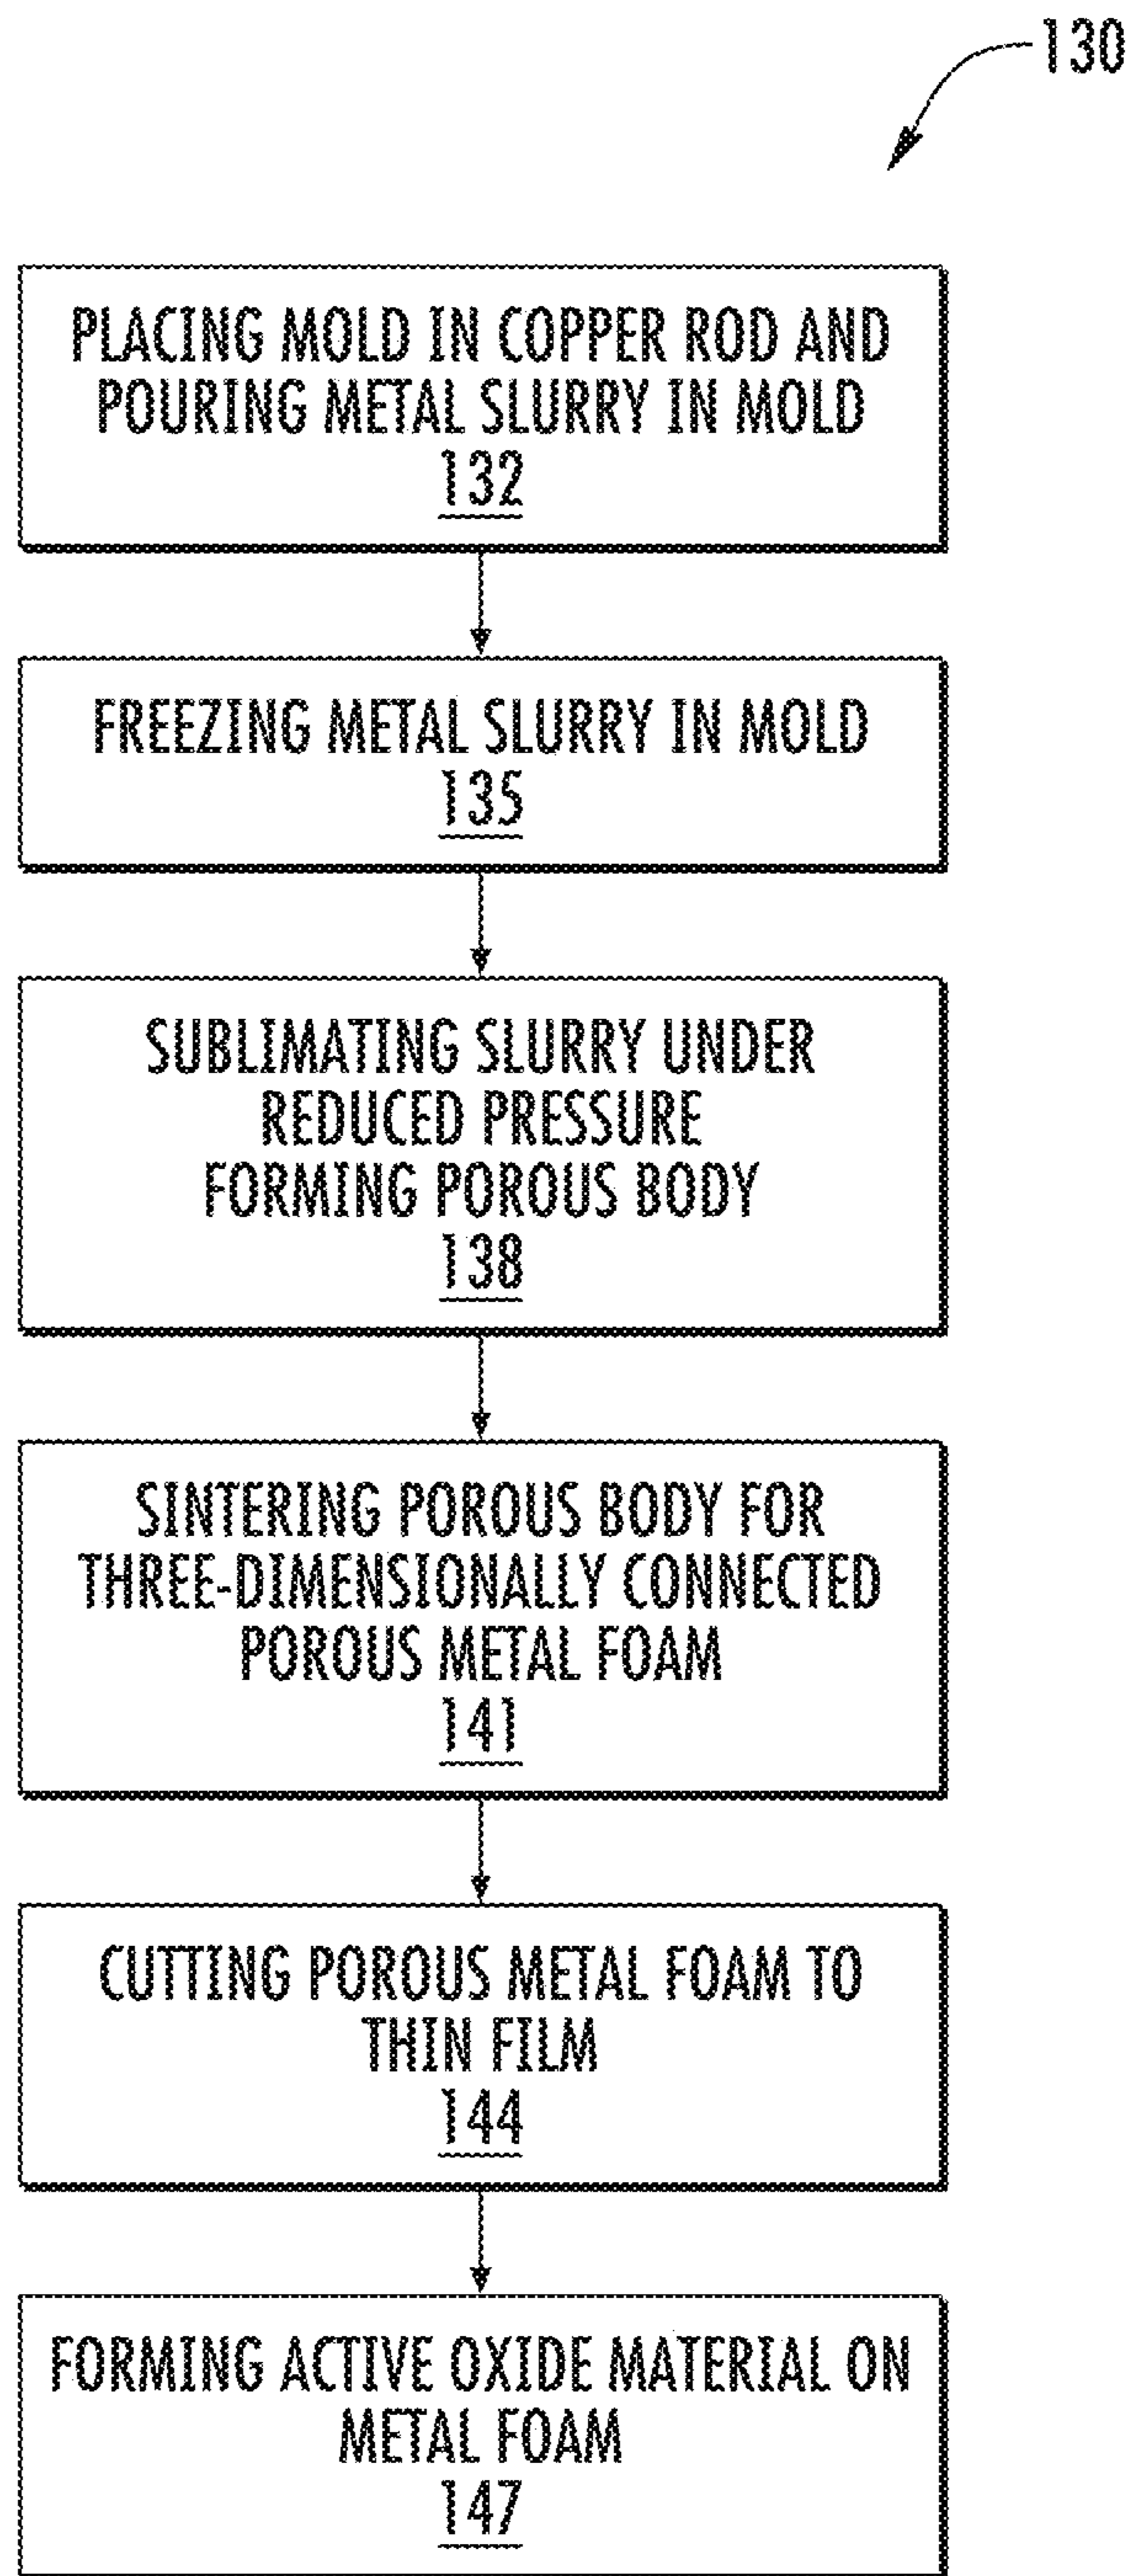 130
PLACING MOLD IN COPPER ROD AND
POURING METAL SLURRY IN MOLD
132
FREEZING METAL SLURRY IN MOLD
135
SUBLIMATING SLURRY UNDER
REDUCED PRESSURE
FORMING POROUS BODY
138
SINTERING POROUS BODY FOR
THREE-DIMENSIONALLY CONNECTED
POROUS METAL FOAM
141
CUTTING POROUS METAL FOAM TO
THIN FILM
144
FORMING ACTIVE OXIDE MATERIAL ON
METAL FOAM
147